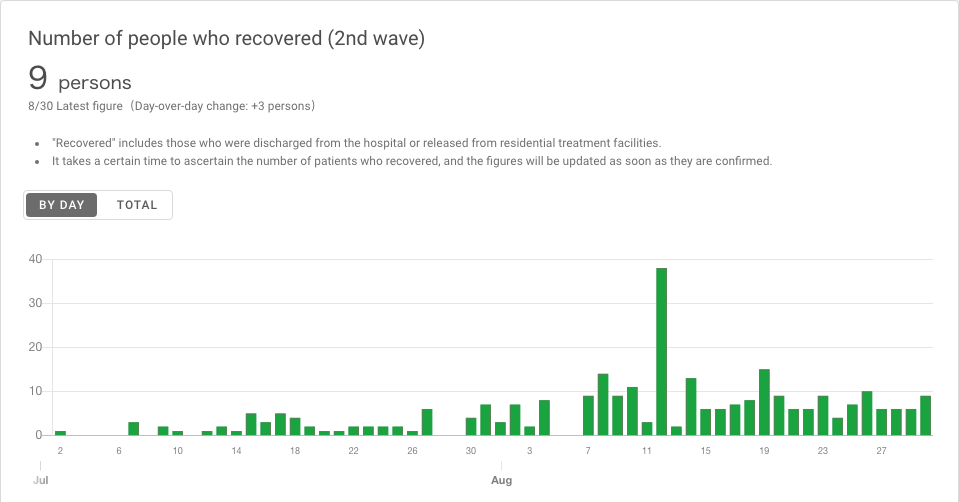 Number of people who recovered (2nd wave)
9 persons
8/30 Latest figure（Day-over-day change: +3 persons）
• "Recovered" includes those who were discharged from the hospital or released from residential treatment facilities.
• It takes a certain time to ascertain the number of patients who recovered, and the figures will be updated as soon as they are confirmed.
BY DAY TOTAL
40
30
20
10
0
2 6 10 14 18 22 26 30 3 7 11 15 19 23 27
Jul Aug